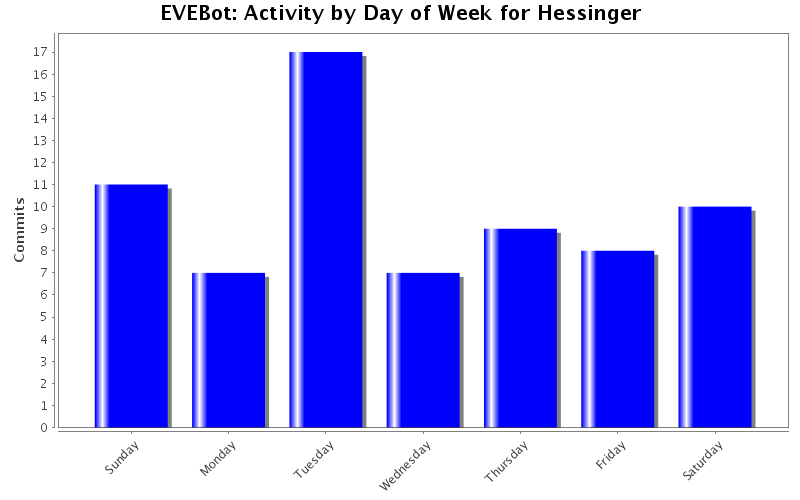 EVEBot: Activity by Day of Week for Hessinger
17
16
15
14
13
12
11
10
9
8
7
6
5
4
3
2
1
0
Commits
Sunday
Monday
Tuesday
Wednesday
Thursday
Friday
Saturday